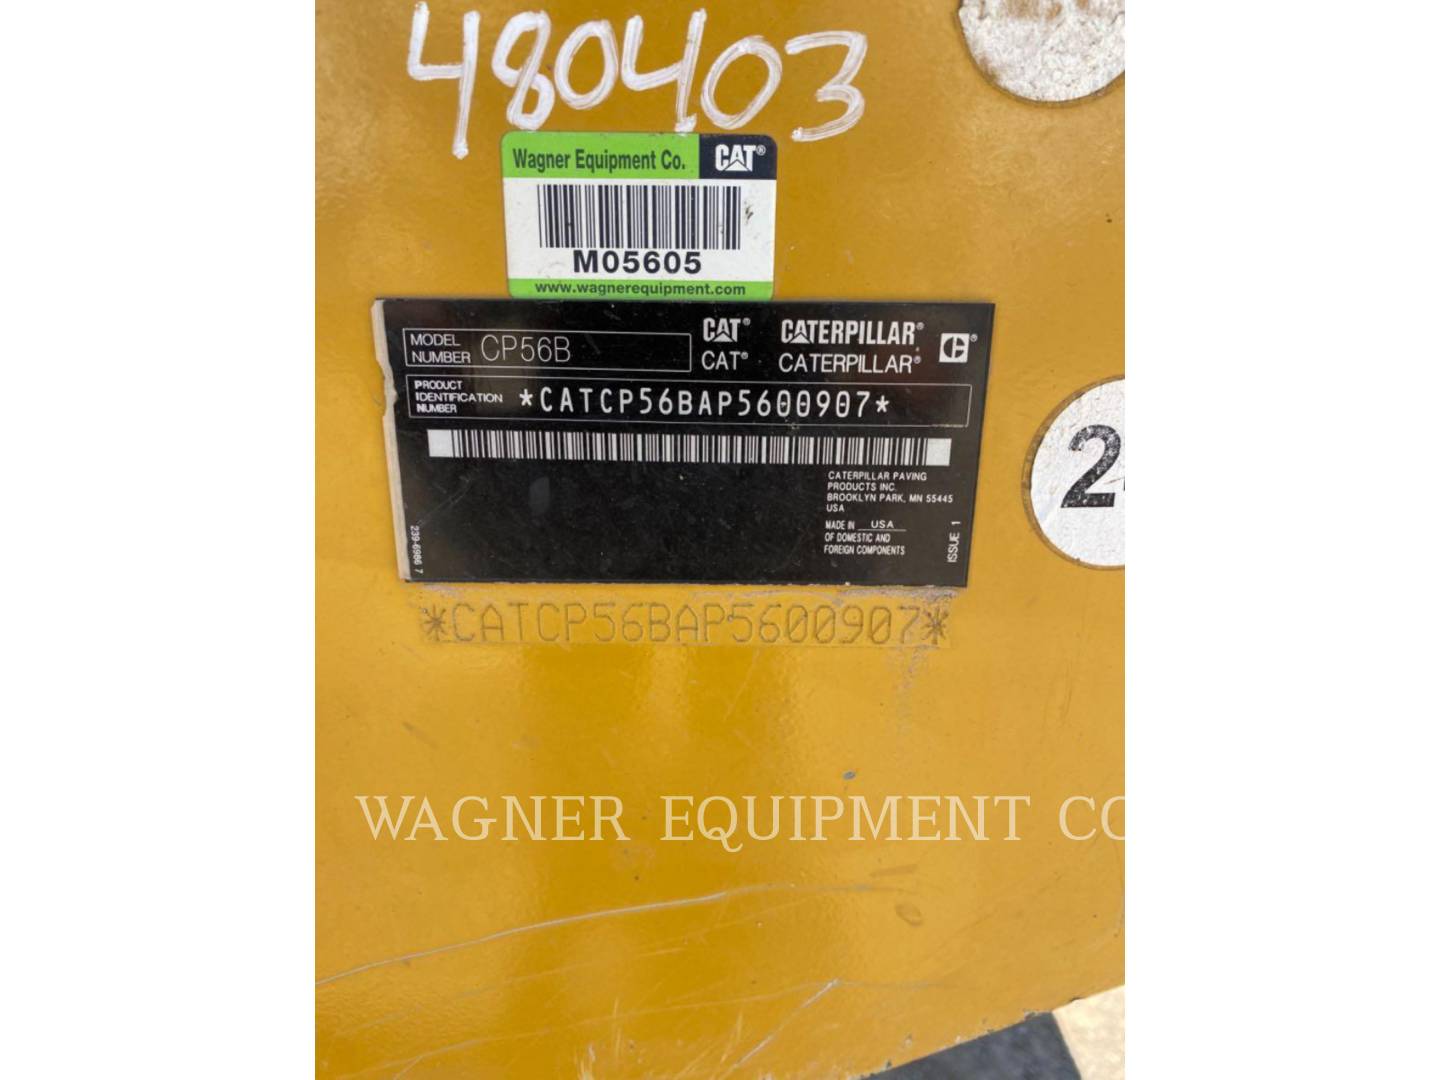 480403
Wagner Equipment Co. CAT®
M05605
www.wagnerequipment.com
MODEL NUMBER CP56B
CAT® CATERPILLAR®
CAT® CATERPILLAR®
PRODUCT IDENTIFICATION NUMBER *CATCP56BAP5600907*
CATERPILLAR PAVING
PRODUCTS INC.
BROOKLYN PARK, MN 55445
USA
MADE IN USA
OF DOMESTIC AND
FOREIGN COMPONENTS
ISSUE 1
239-6986 7
*CATCP56BAP5600907*
WAGNER EQUIPMENT CO